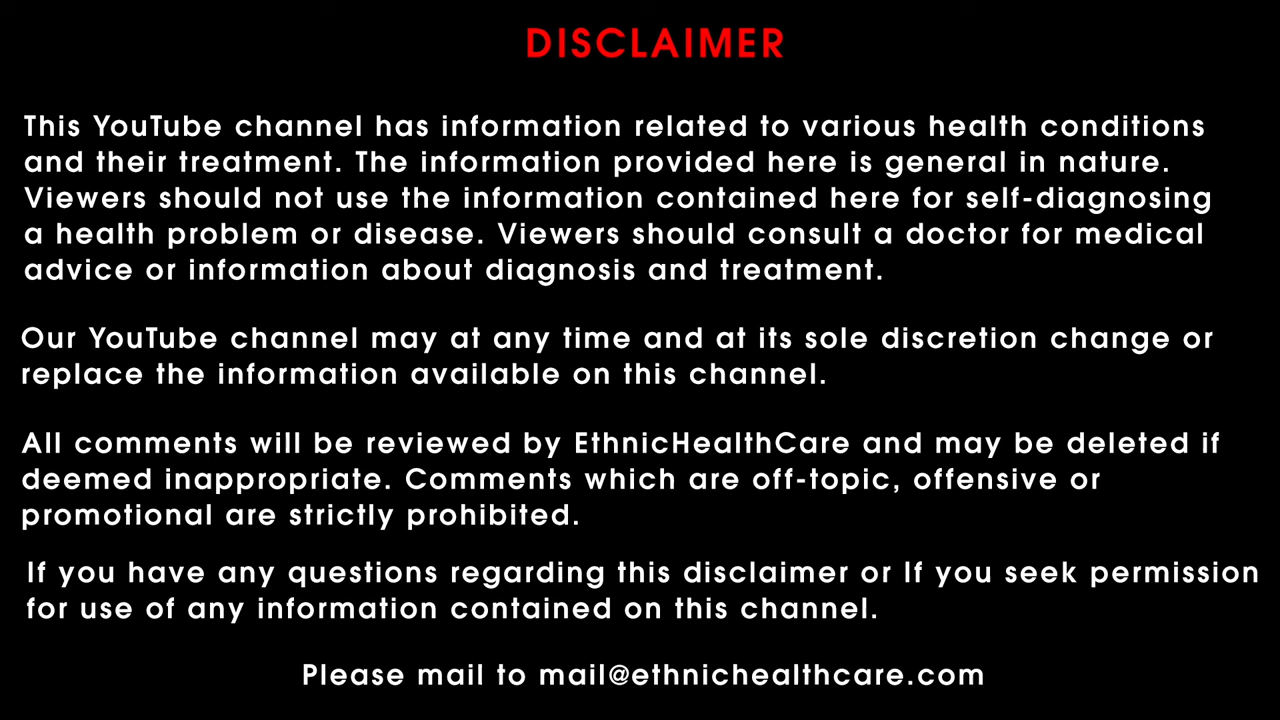 DISCLAIMER
This YouTube channel has information related to various health conditions
and their treatment. The information provided here is general in nature.
Viewers should not use the information contained here for self-diagnosing
a health problem or disease. Viewers should consult a doctor for medical
advice or information about diagnosis and treatment.
Our YouTube channel may at any time and at its sole discretion change or
replace the information available on this channel.
All comments will be reviewed by EthnicHealthCare and may be deleted if
deemed inappropriate. Comments which are off-topic, offensive or
promotional are strictly prohibited.
If you have any questions regarding this disclaimer or If you seek permission
for use of any information contained on this channel.
Please mail to mail@ethnichealthcare.com